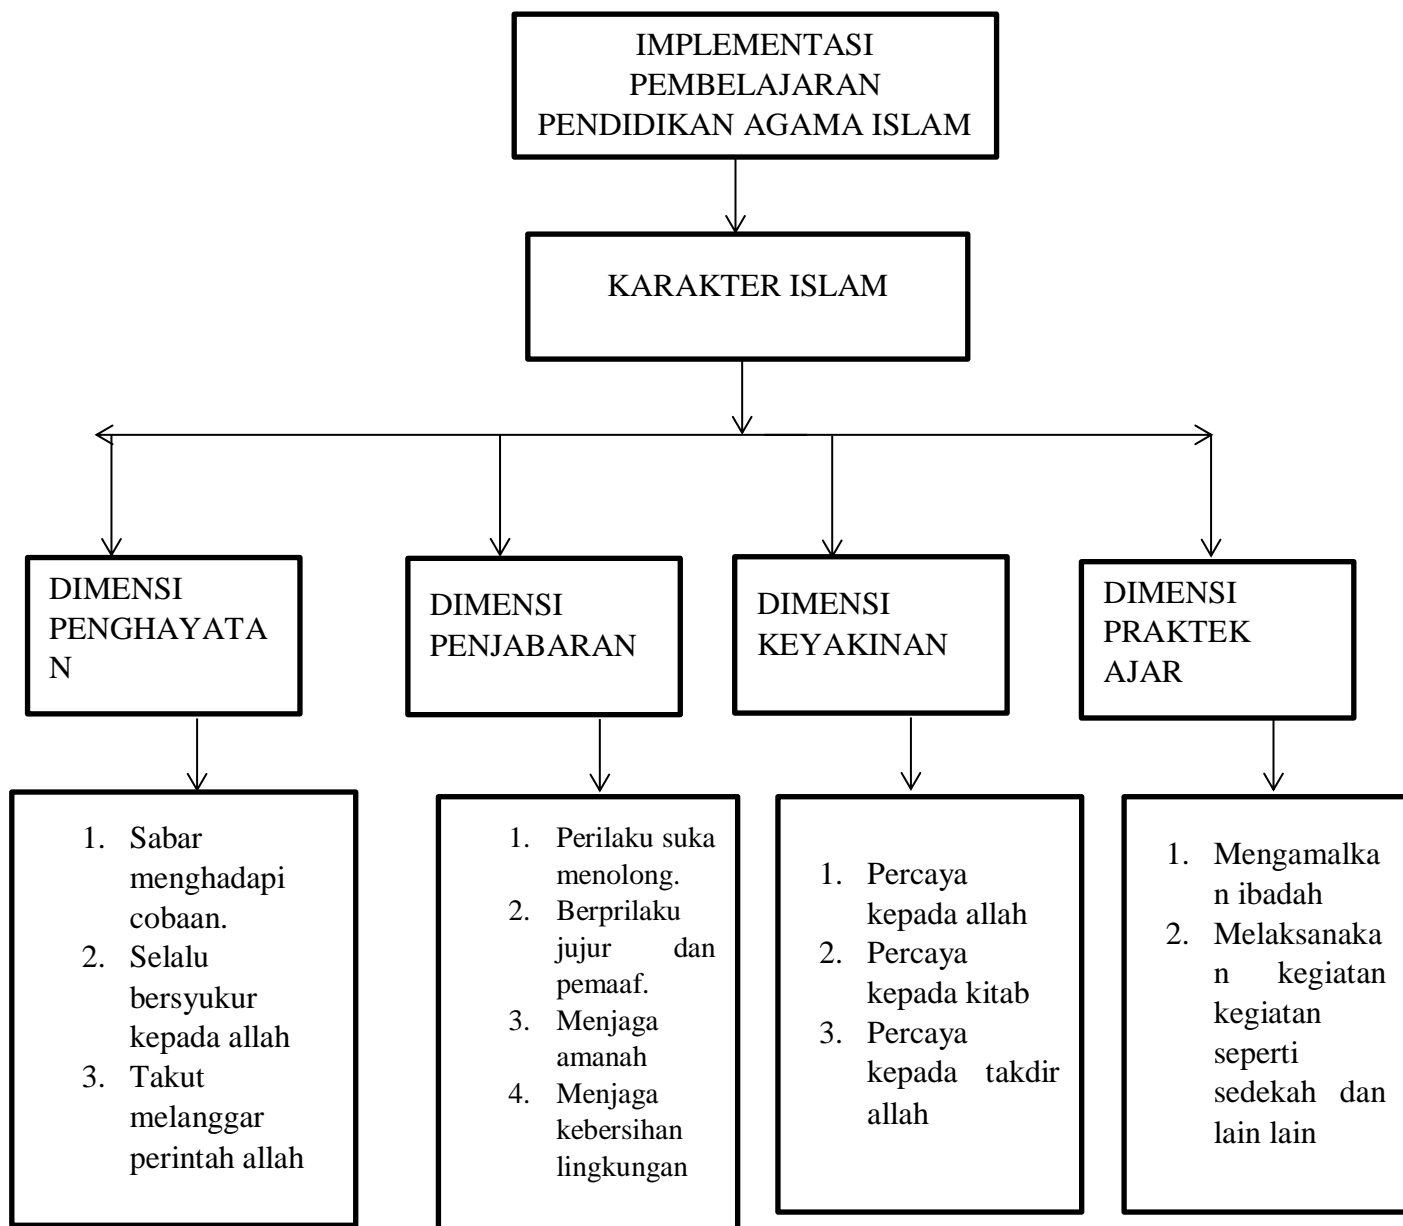 IMPLEMENTASI
PEMBELAJARAN
PENDIDIKAN AGAMA ISLAM
KARAKTER ISLAM
DIMENSI
PENGHAYATA
N
DIMENSI
PENJABARAN
DIMENSI
KEYAKINAN
DIMENSI
PRAKTEK
AJAR
1. Sabar
menghadapi
cobaan.
2. Selalu
bersyukur
kepada allah
3. Takut
melanggar
perintah allah
1. Perilaku suka
menolong.
2. Berprilaku
jujur dan
pemaaf.
3. Menjaga
amanah
4. Menjaga
kebersihan
lingkungan
1. Percaya
kepada allah
2. Percaya
kepada kitab
3. Percaya
kepada takdir
allah
1. Mengamalka
n ibadah
2. Melaksanaka
n kegiatan
kegiatan
seperti
sedekah dan
lain lain